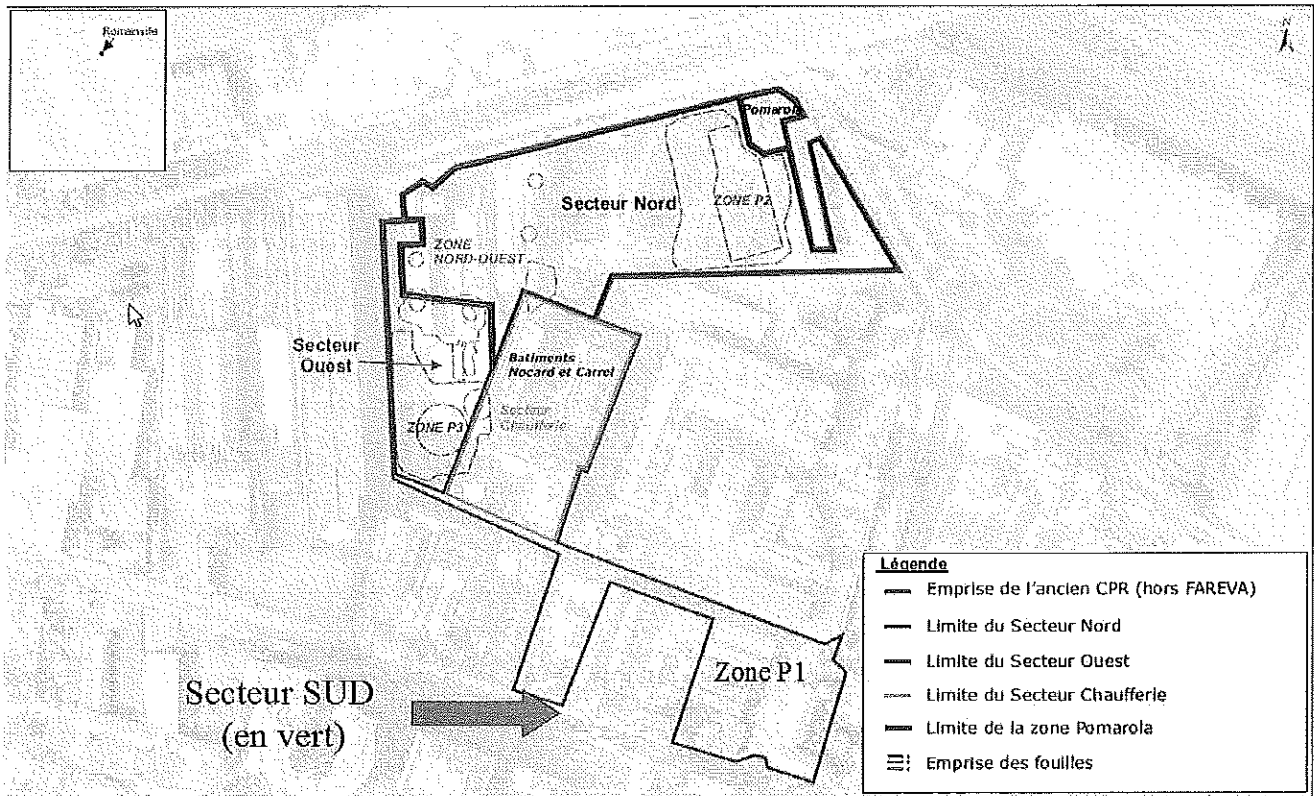 Romainville
N
Pomarola
Secteur Nord
ZONE P2
ZONE
NORD-OUEST
Secteur
Ouest
Batiments
Nocard et Carrel
Secteur
Chaufferie
ZONE P3
Zone P1
Secteur SUD
(en vert)
Légende
Emprise de l'ancien CPR (hors FAREVA)
Limite du Secteur Nord
Limite du Secteur Ouest
Limite du Secteur Chaufferie
Limite de la zone Pomarola
Emprise des fouilles